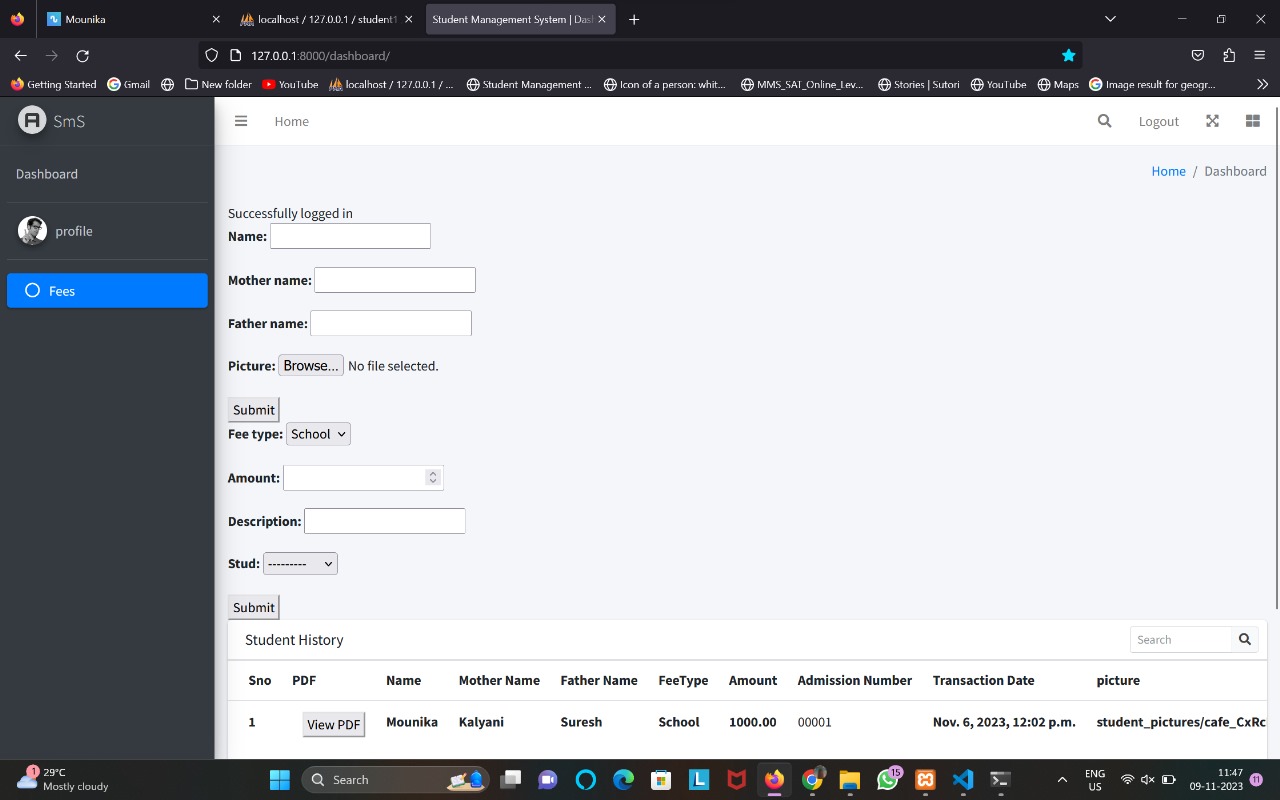 Mounika
localhost / 127.0.0.1 / student1
Student Management System | Das
127.0.0.1:8000/dashboard/
Getting Started Gmail New folder YouTube localhost / 127.0.0.1 / ... Student Management ... Icon of a person: whit... MMS_SAT_Online_Lev... Stories | Sutori YouTube Maps Image result for geogr...
SmS
Home
Logout
Dashboard
Home / Dashboard
profile
Fees
Successfully logged in
Name:
Mother name:
Father name:
Picture: Browse... No file selected.
Submit
Fee type: School
Amount:
Description:
Stud: ---------
Submit
Student History
Search
Sno PDF Name Mother Name Father Name FeeType Amount Admission Number Transaction Date picture
1 View PDF Mounika Kalyani Suresh School 1000.00 00001 Nov. 6, 2023, 12:02 p.m. student_pictures/cafe_CxRc
1
29°C
Mostly cloudy
Search
L
15
ENG
US
11:47
09-11-2023
11